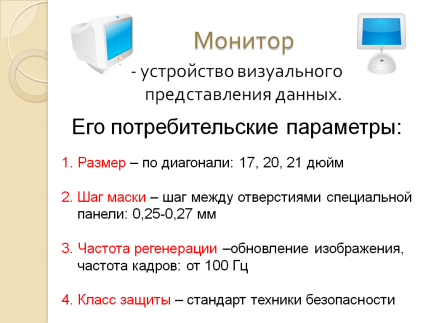 Монитор
- устройство визуального
представления данных.
Его потребительские параметры:
1. Размер – по диагонали: 17, 20, 21 дюйм
2. Шаг маски – шаг между отверстиями специальной
панели: 0,25-0,27 мм
3. Частота регенерации –обновление изображения,
частота кадров: от 100 Гц
4. Класс защиты – стандарт техники безопасности